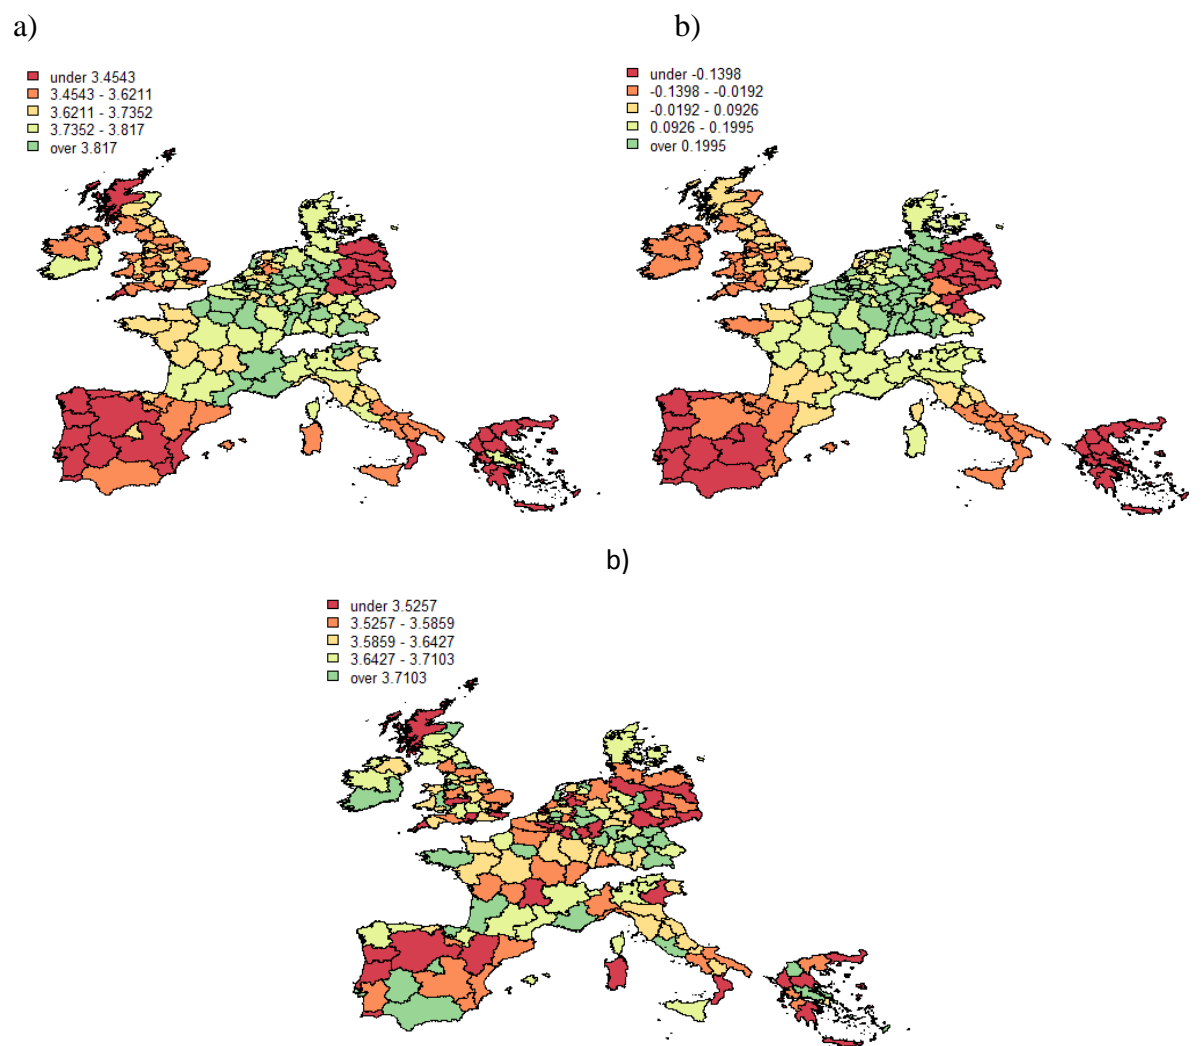 a)
b)
under 3.4543
3.4543 - 3.6211
3.6211 - 3.7352
3.7352 - 3.817
over 3.817
under -0.1398
-0.1398 - -0.0192
-0.0192 - 0.0926
0.0926 - 0.1995
over 0.1995
b)
under 3.5257
3.5257 - 3.5859
3.5859 - 3.6427
3.6427 - 3.7103
over 3.7103